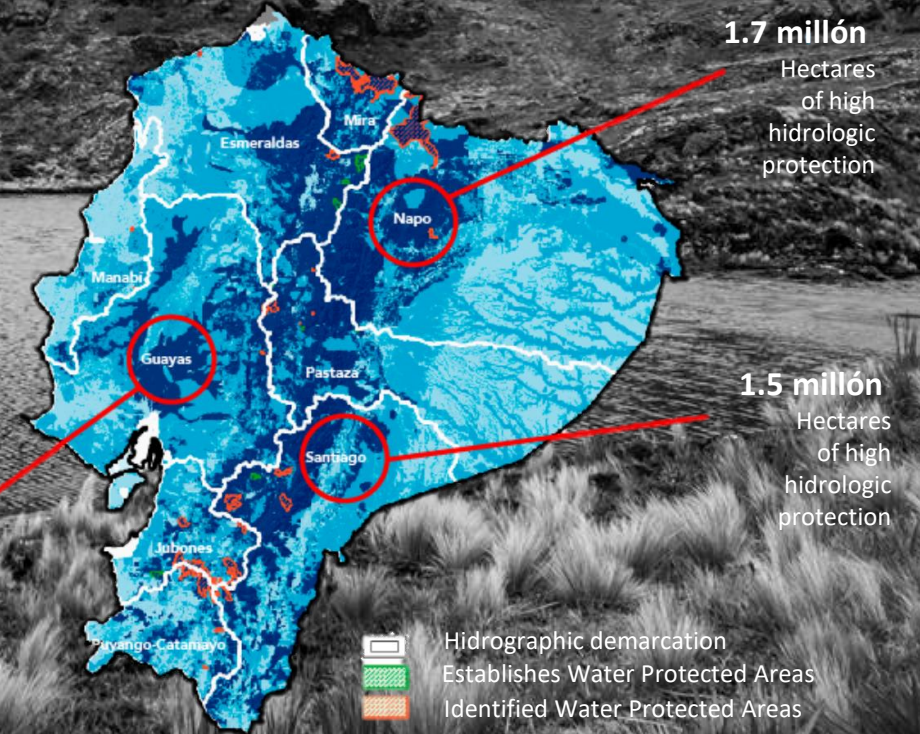 1.7 millón
Hectares
of high
hidrologic
protection
Mira
Esmeraldas
Napo
Manabí
Guayas
Pastaza
1.5 millón
Hectares
of high
hidrologic
protection
Santiago
Jubones
Puyango-Catamayo
Hidrographic demarcation
Establishes Water Protected Areas
Identified Water Protected Areas